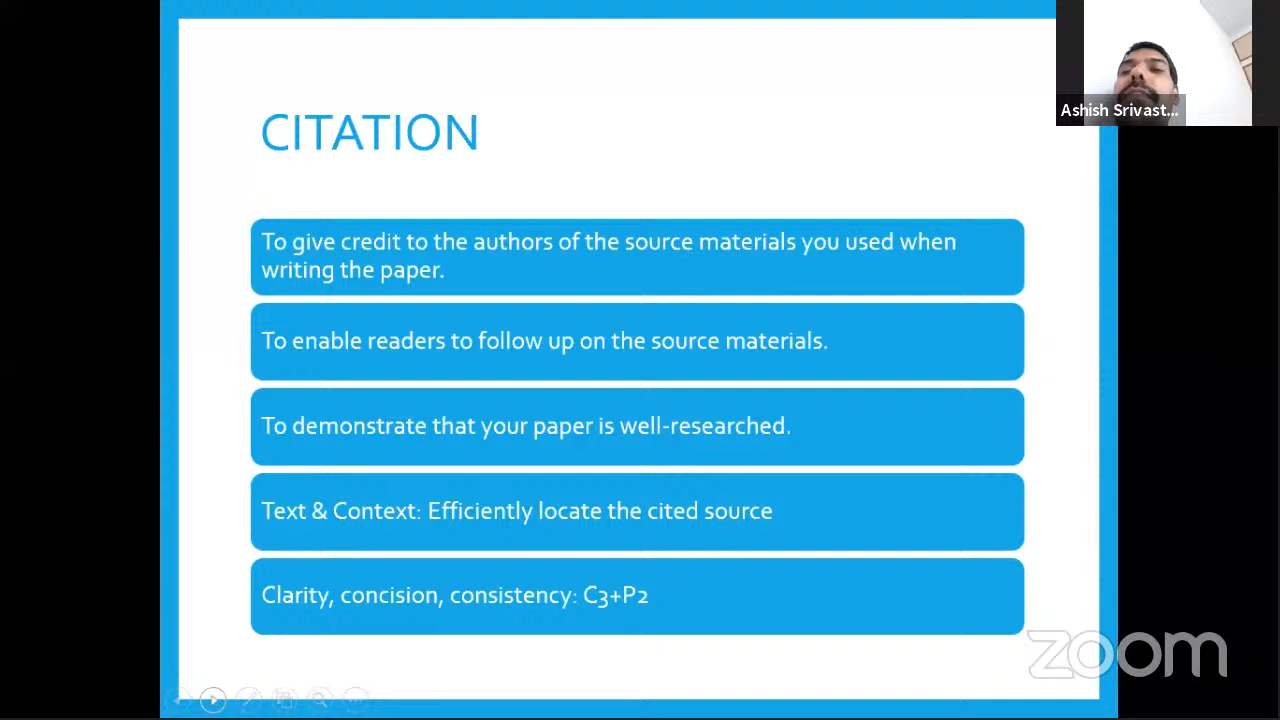 Ashish Srivast...
CITATION
To give credit to the authors of the source materials you used when
writing the paper.
To enable readers to follow up on the source materials.
To demonstrate that your paper is well-researched.
Text & Context: Efficiently locate the cited source
Clarity, concision, consistency: C3+P2
zoom